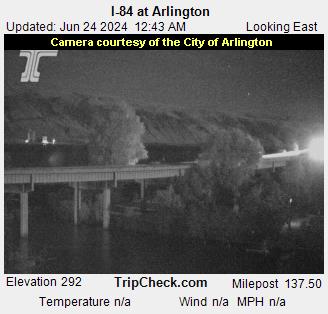 I-84 at Arlington
Updated: Jun 24 2024 12:43 AM Looking East
Camera courtesy of the City of Arlington
Elevation 292 TripCheck.com Milepost 137.50
Temperature n/a Wind n/a MPH n/a